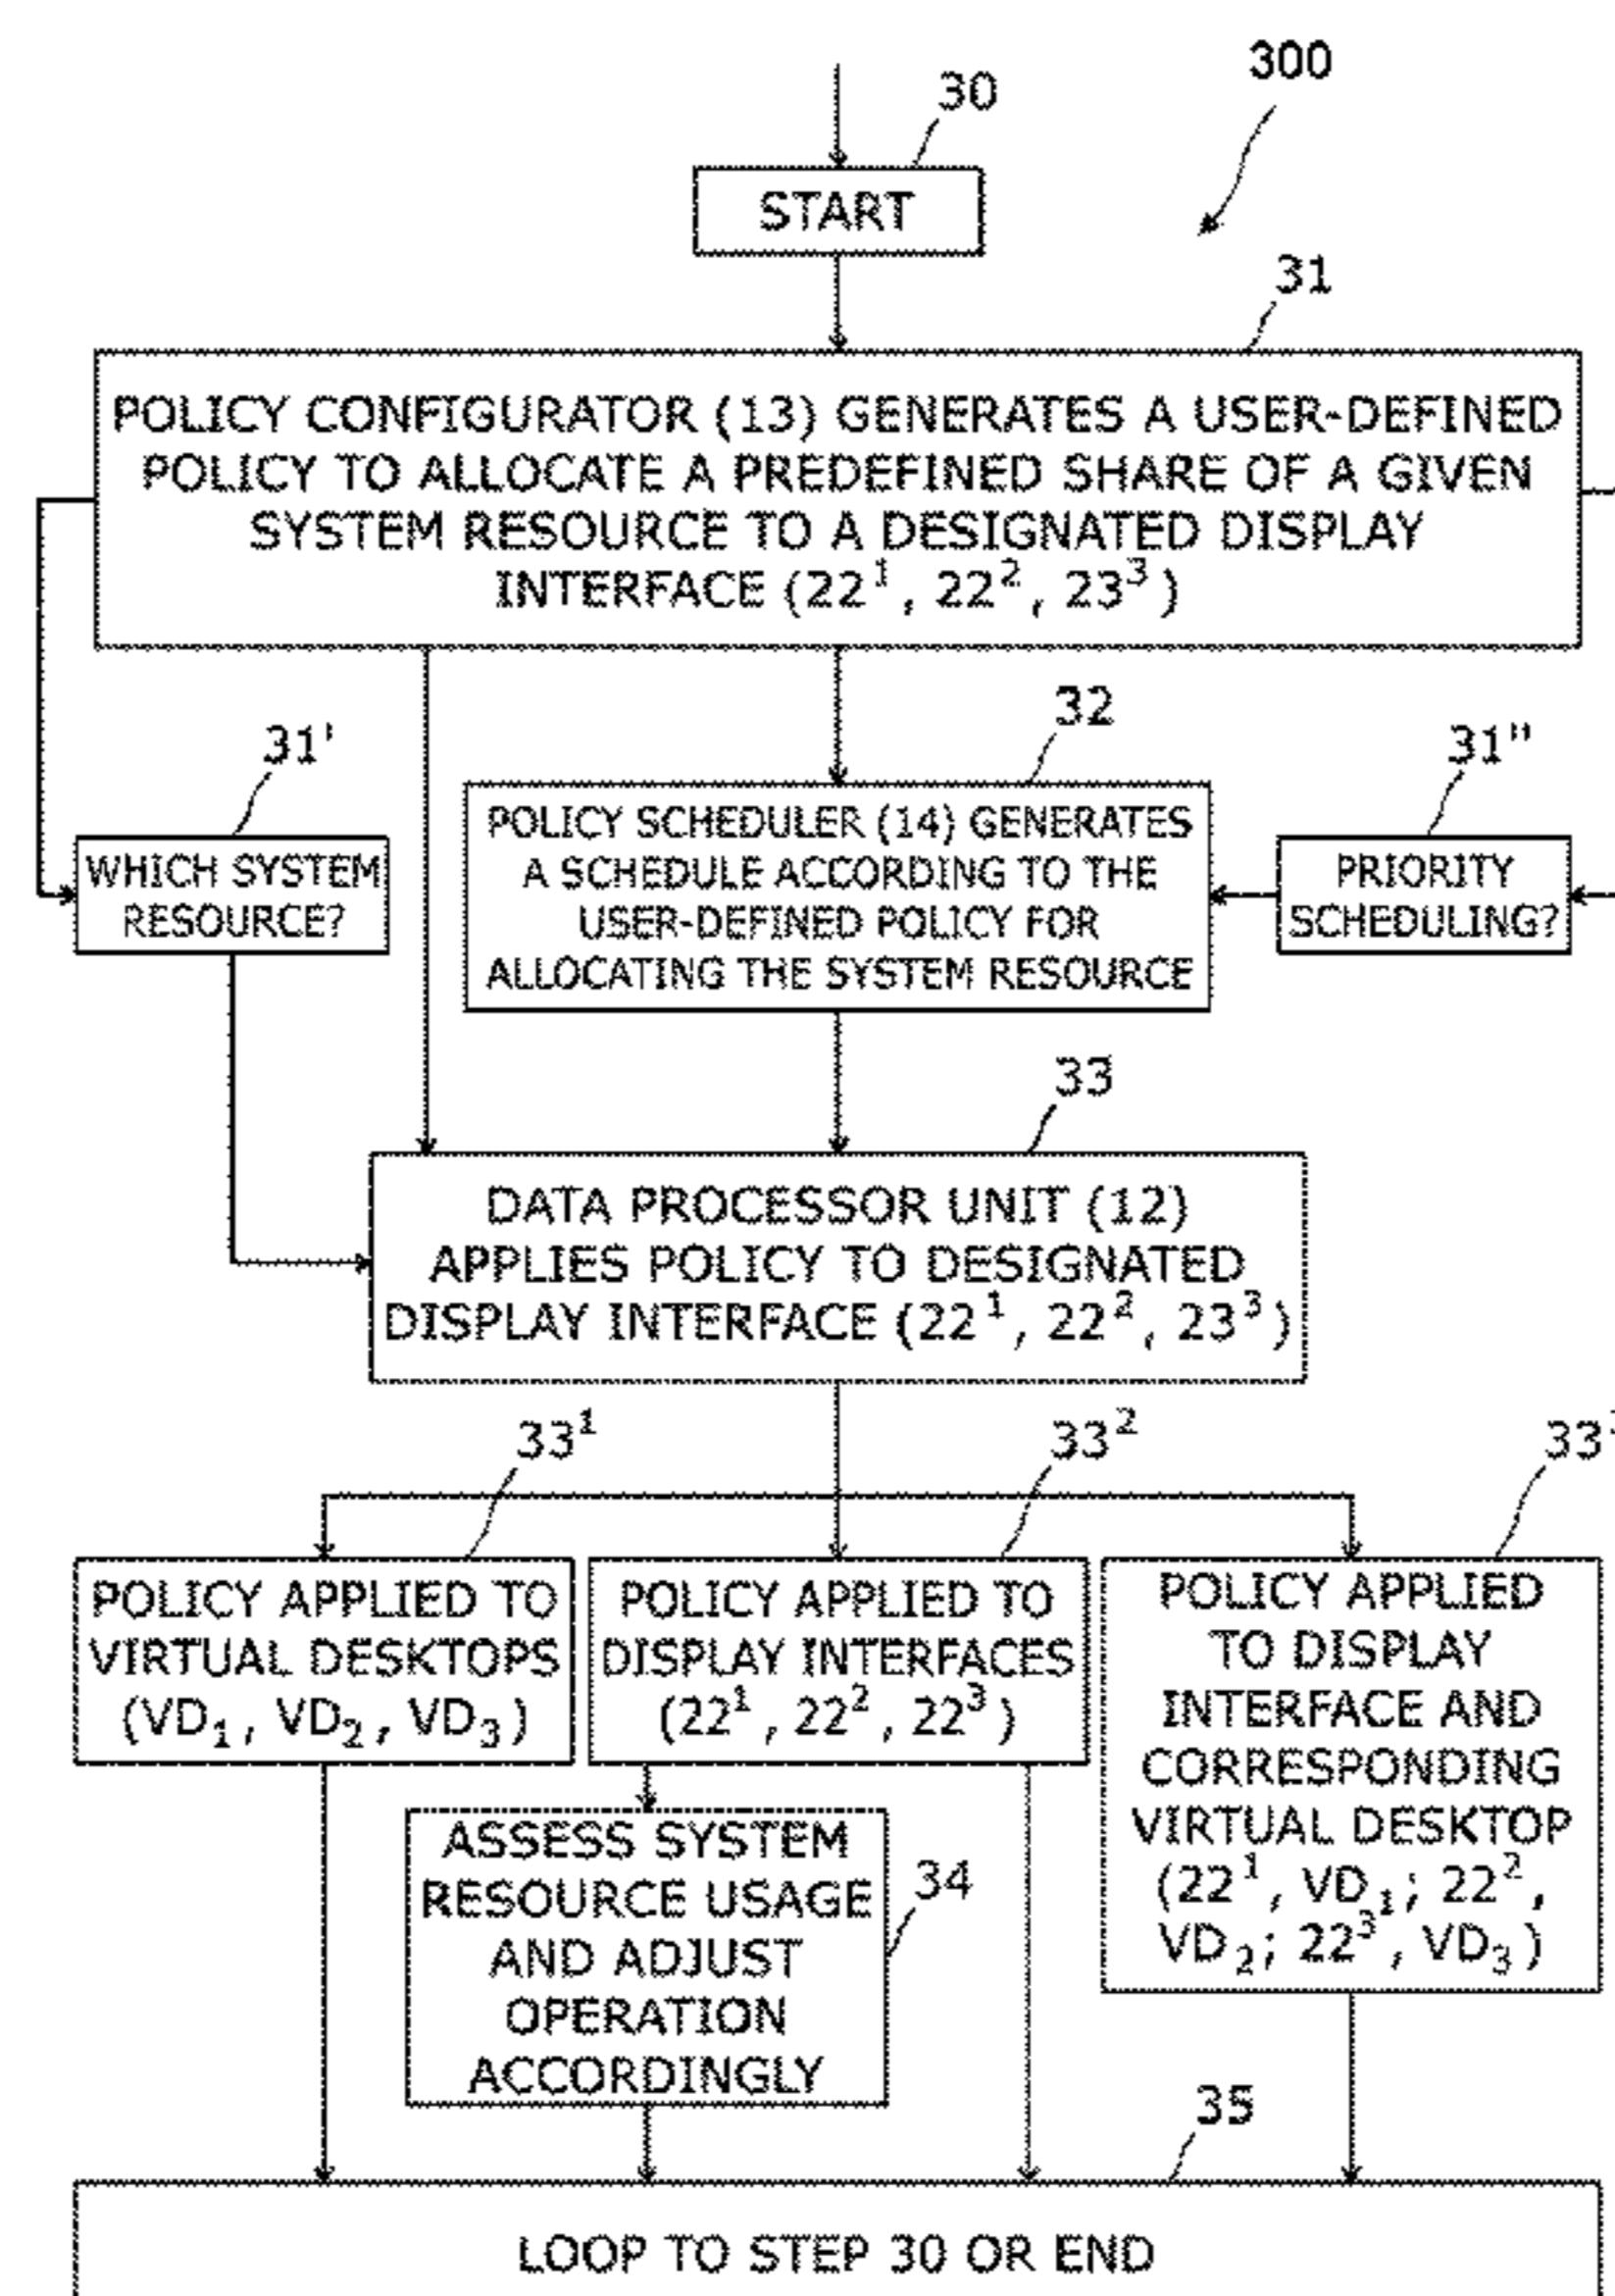 300
30
START
31
POLICY CONFIGURATOR (13) GENERATES A USER-DEFINED
POLICY TO ALLOCATE A PREDEFINED SHARE OF A GIVEN
SYSTEM RESOURCE TO A DESIGNATED DISPLAY
INTERFACE (22¹, 22², 23³)
31'
WHICH SYSTEM
RESOURCE?
32
POLICY SCHEDULER (14) GENERATES
A SCHEDULE ACCORDING TO THE
USER-DEFINED POLICY FOR
ALLOCATING THE SYSTEM RESOURCE
31"
PRIORITY
SCHEDULING?
33
DATA PROCESSOR UNIT (12)
APPLIES POLICY TO DESIGNATED
DISPLAY INTERFACE (22¹, 22², 23³)
33¹
POLICY APPLIED TO
VIRTUAL DESKTOPS
(VD₁, VD₂, VD₃)
33²
POLICY APPLIED TO
DISPLAY INTERFACES
(22¹, 22², 22³)
33
POLICY APPLIED
TO DISPLAY
INTERFACE AND
CORRESPONDING
VIRTUAL DESKTOP
(22¹, VD₁; 22²,
VD₂; 22³, VD₃)
34
ASSESS SYSTEM
RESOURCE USAGE
AND ADJUST
OPERATION
ACCORDINGLY
35
LOOP TO STEP 30 OR END